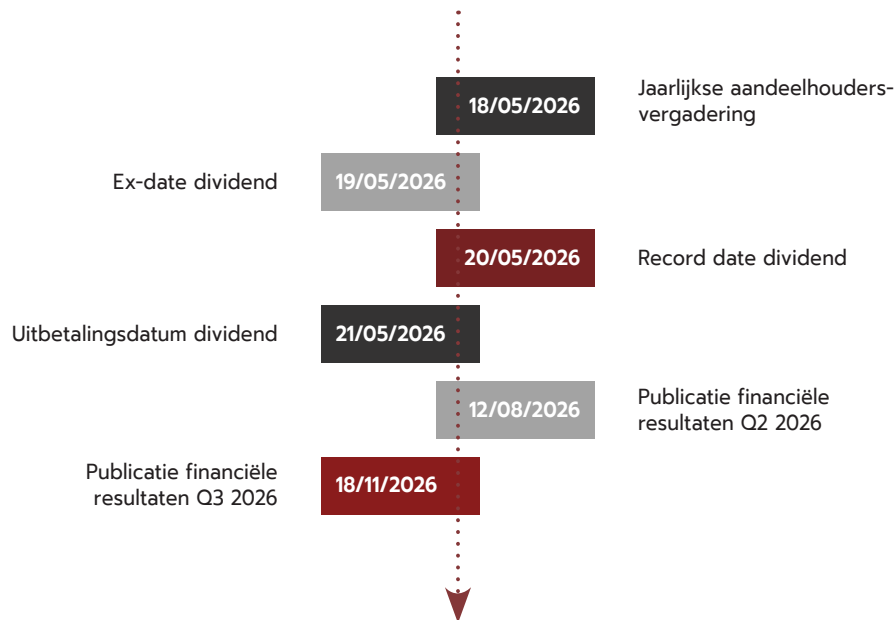 18/05/2026
Jaarlijkse aandeelhouders-
vergadering
Ex-date dividend
19/05/2026
20/05/2026
Record date dividend
Uitbetalingsdatum dividend
21/05/2026
12/08/2026
Publicatie financiële
resultaten Q2 2026
Publicatie financiële
resultaten Q3 2026
18/11/2026